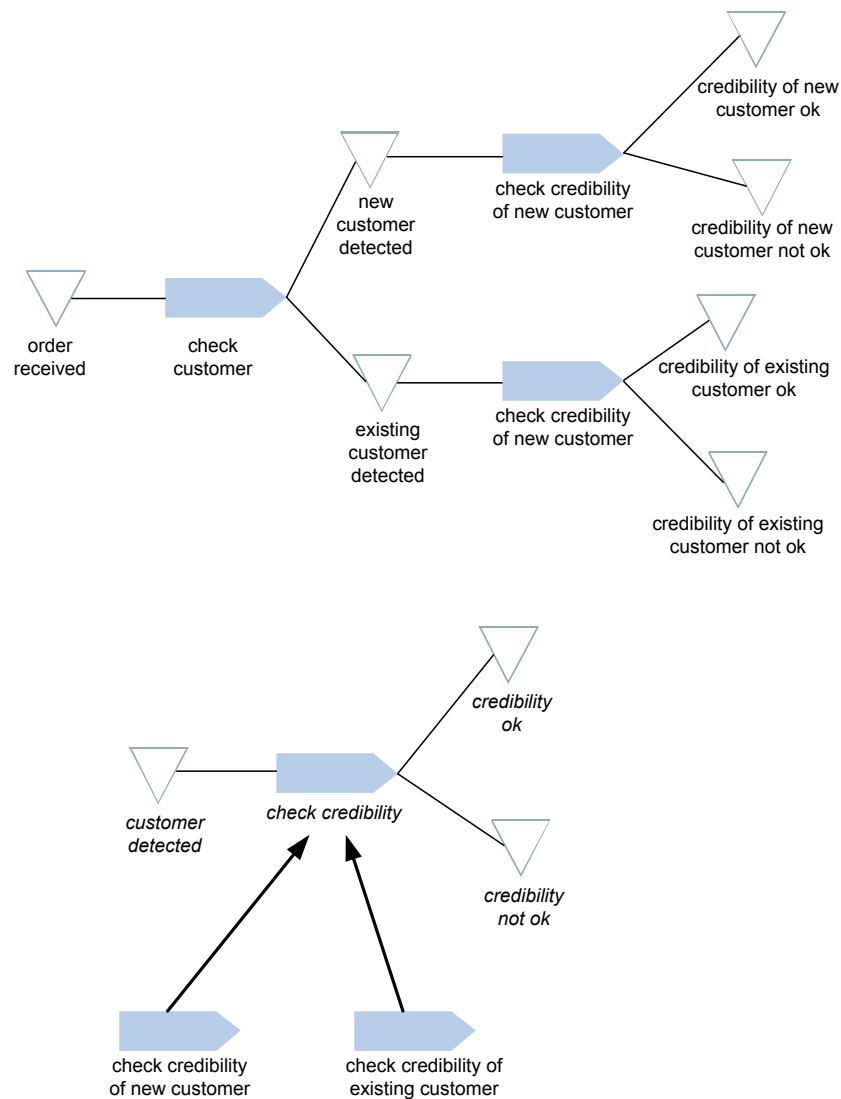 credibility of new
customer ok
new
customer
detected
check credibility
of new customer
credibility of new
customer not ok
order
received
check
customer
credibility of existing
customer ok
existing
customer
detected
check credibility
of new customer
credibility of existing
customer not ok
credibility
ok
customer
detected
check credibility
credibility
not ok
check credibility
of new customer
check credibility of
existing customer